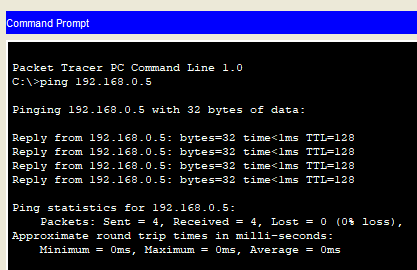 Command Prompt
Packet Tracer PC Command Line 1.0
C:\>ping 192.168.0.5
Pinging 192.168.0.5 with 32 bytes of data:
Reply from 192.168.0.5: bytes=32 time<1ms TTL=128
Reply from 192.168.0.5: bytes=32 time<1ms TTL=128
Reply from 192.168.0.5: bytes=32 time<1ms TTL=128
Reply from 192.168.0.5: bytes=32 time<1ms TTL=128
Ping statistics for 192.168.0.5:
Packets: Sent = 4, Received = 4, Lost = 0 (0% loss),
Approximate round trip times in milli-seconds:
Minimum = 0ms, Maximum = 0ms, Average = 0ms